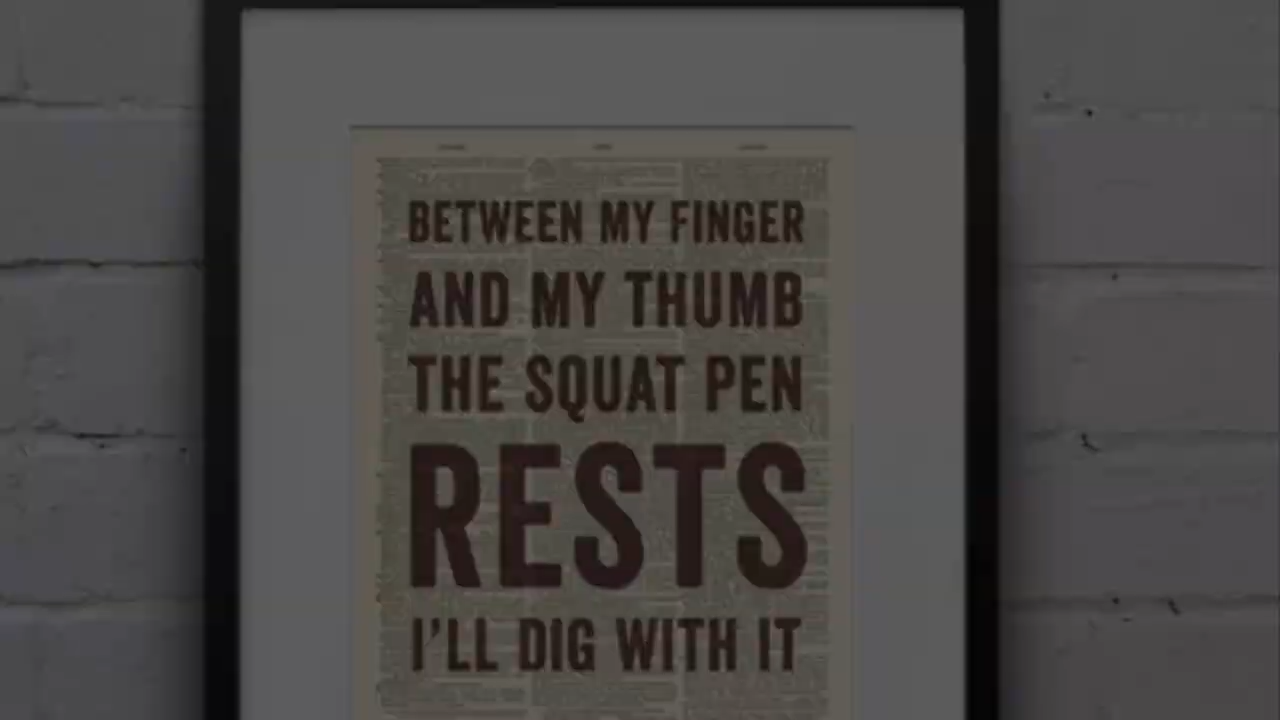 BETWEEN MY FINGER
AND MY THUMB
THE SQUAT PEN
RESTS
I'LL DIG WITH IT